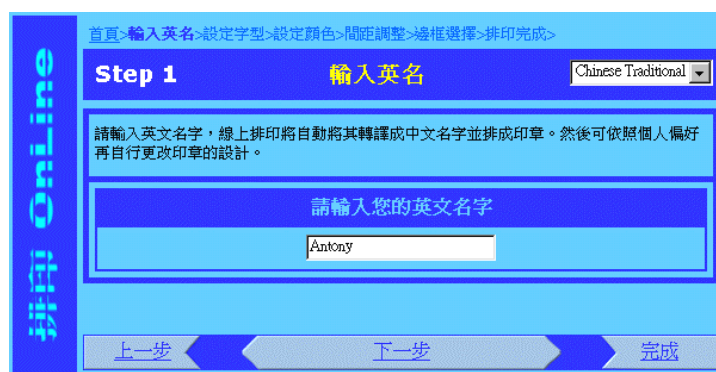 首頁>輸入英名>設定字型>設定顏色>間距調整>邊框選擇>排印完成>
Step 1
輸入英名
Chinese Traditional
請輸入英文名字，線上排印將自動將其轉譯成中文名字並排成印章。然後可依照個人偏好
再自行更改印章的設計。
請輸入您的英文名字
Antony
上一步
下一步
完成
排印 OnLine